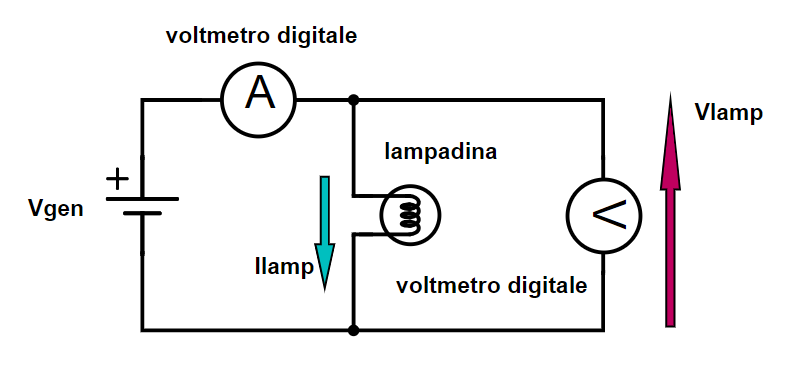 voltmetro digitale
A
Vlamp
lampadina
+
Vgen
V
Ilamp
voltmetro digitale